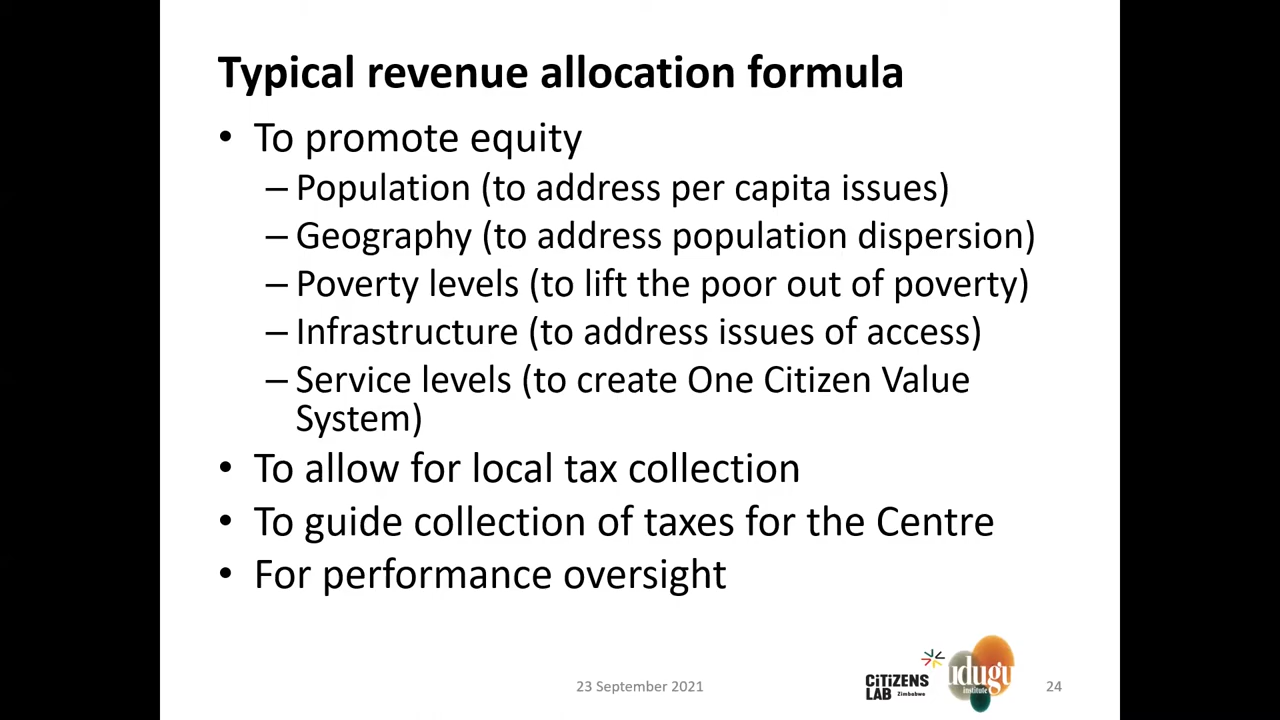 Typical revenue allocation formula
• To promote equity
– Population (to address per capita issues)
– Geography (to address population dispersion)
– Poverty levels (to lift the poor out of poverty)
– Infrastructure (to address issues of access)
– Service levels (to create One Citizen Value
System)
• To allow for local tax collection
• To guide collection of taxes for the Centre
• For performance oversight
23 September 2021
CiTiZENS
LAB Zimbabwe
udugu
institute
24